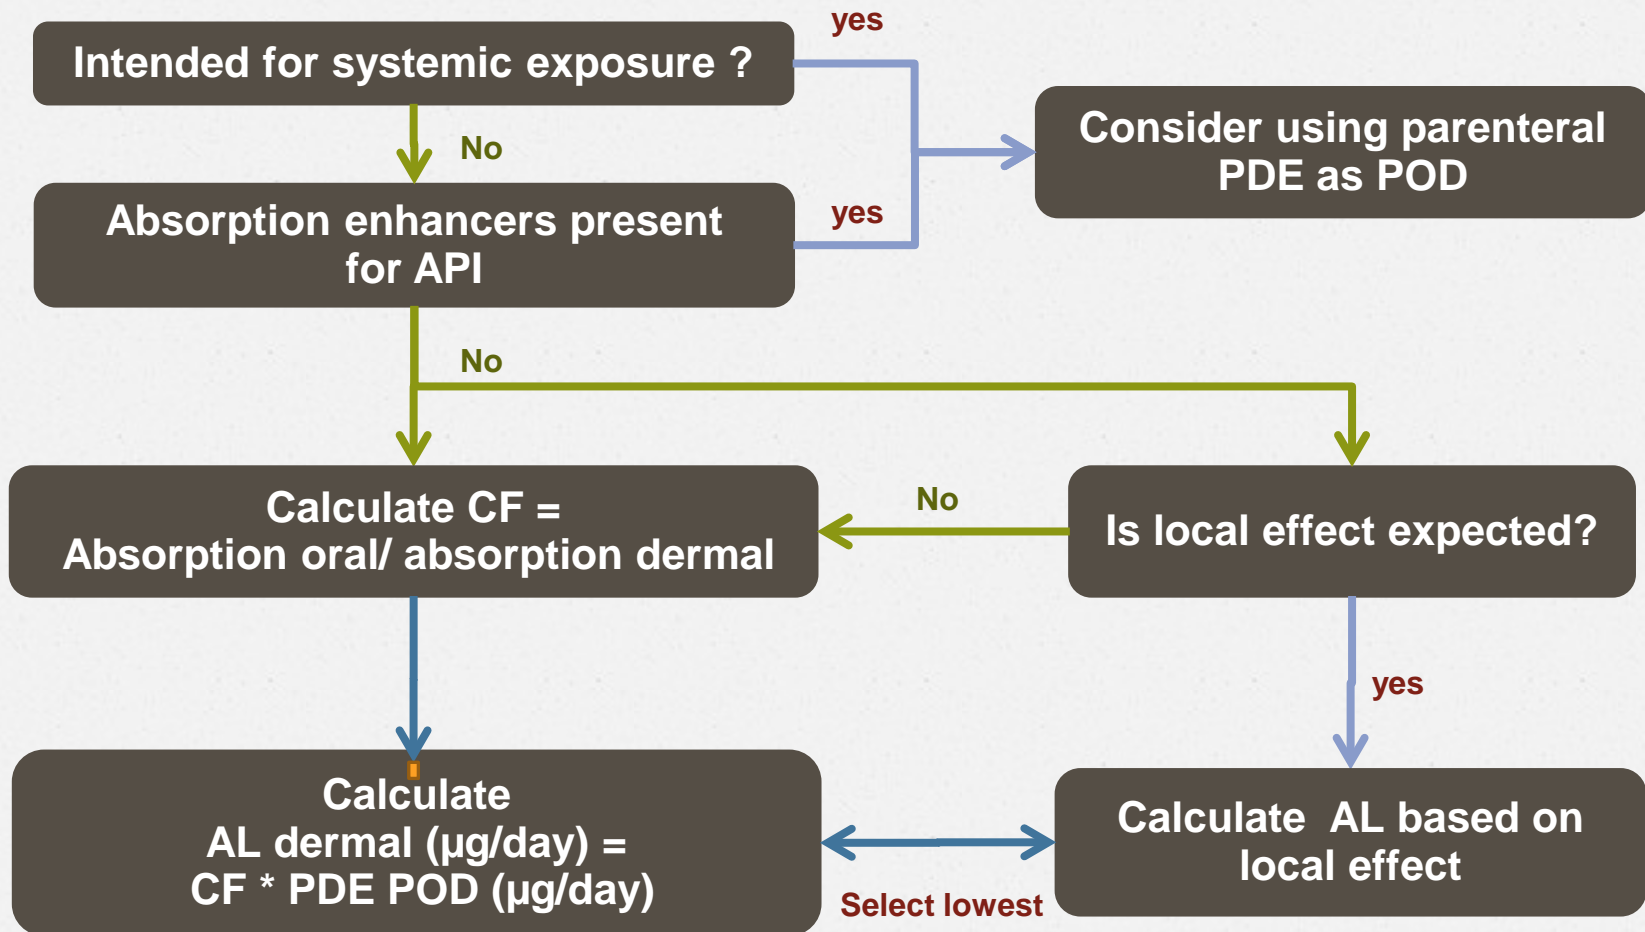 yes
Intended for systemic exposure ?
Consider using parenteral
PDE as POD
No
yes
Absorption enhancers present
for API
No
Calculate CF =
Absorption oral/ absorption dermal
No
Is local effect expected?
yes
Calculate
AL dermal (µg/day) =
CF * PDE POD (µg/day)
Select lowest
Calculate  AL based on
local effect